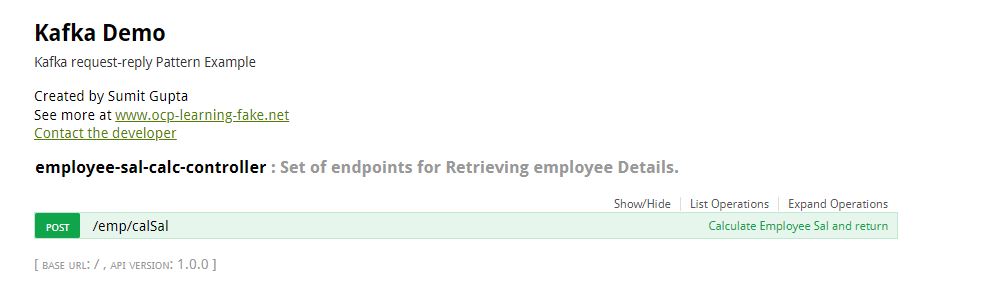 Kafka Demo
Kafka request-reply Pattern Example
Created by Sumit Gupta
See more at www.ocp-learning-fake.net
Contact the developer
employee-sal-calc-controller : Set of endpoints for Retrieving employee Details.
Show/Hide List Operations Expand Operations
POST /emp/calSal Calculate Employee Sal and return
[ BASE URL: / , API VERSION: 1.0.0 ]